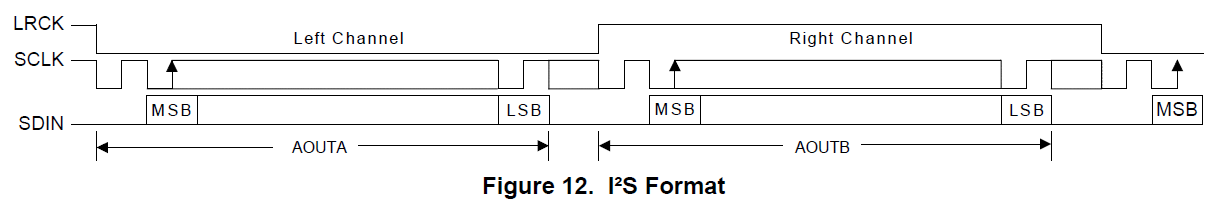 LRCK
Left Channel
Right Channel
SCLK
MSB
LSB
MSB
LSB
MSB
SDIN
AOUTA
AOUTB
Figure 12. I²S Format